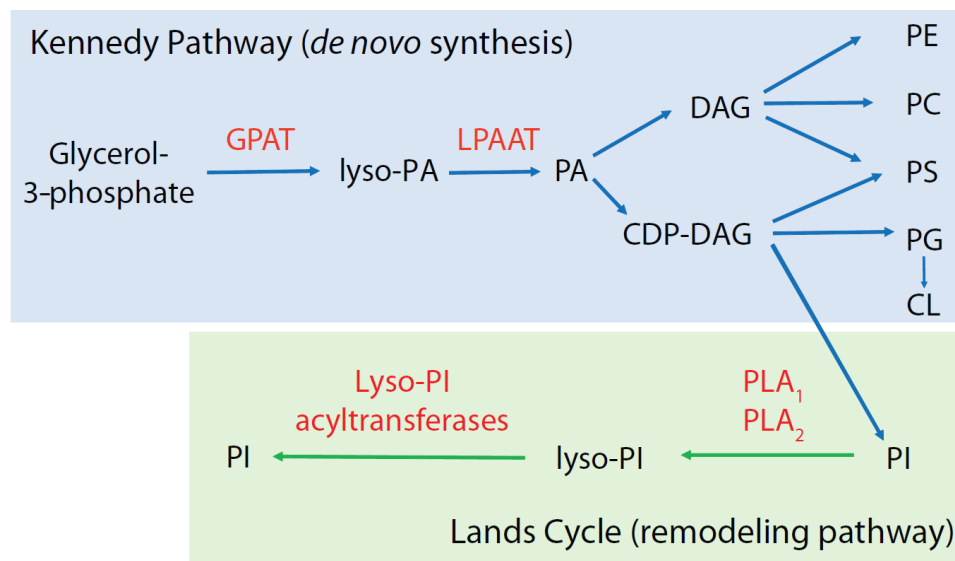 Kennedy Pathway (de novo synthesis)
PE
DAG
PC
GPAT
LPAAT
Glycerol-
3-phosphate
lyso-PA
PA
PS
CDP-DAG
PG
CL
Lyso-PI
acyltransferases
PLA₁
PLA₂
PI
lyso-PI
PI
Lands Cycle (remodeling pathway)